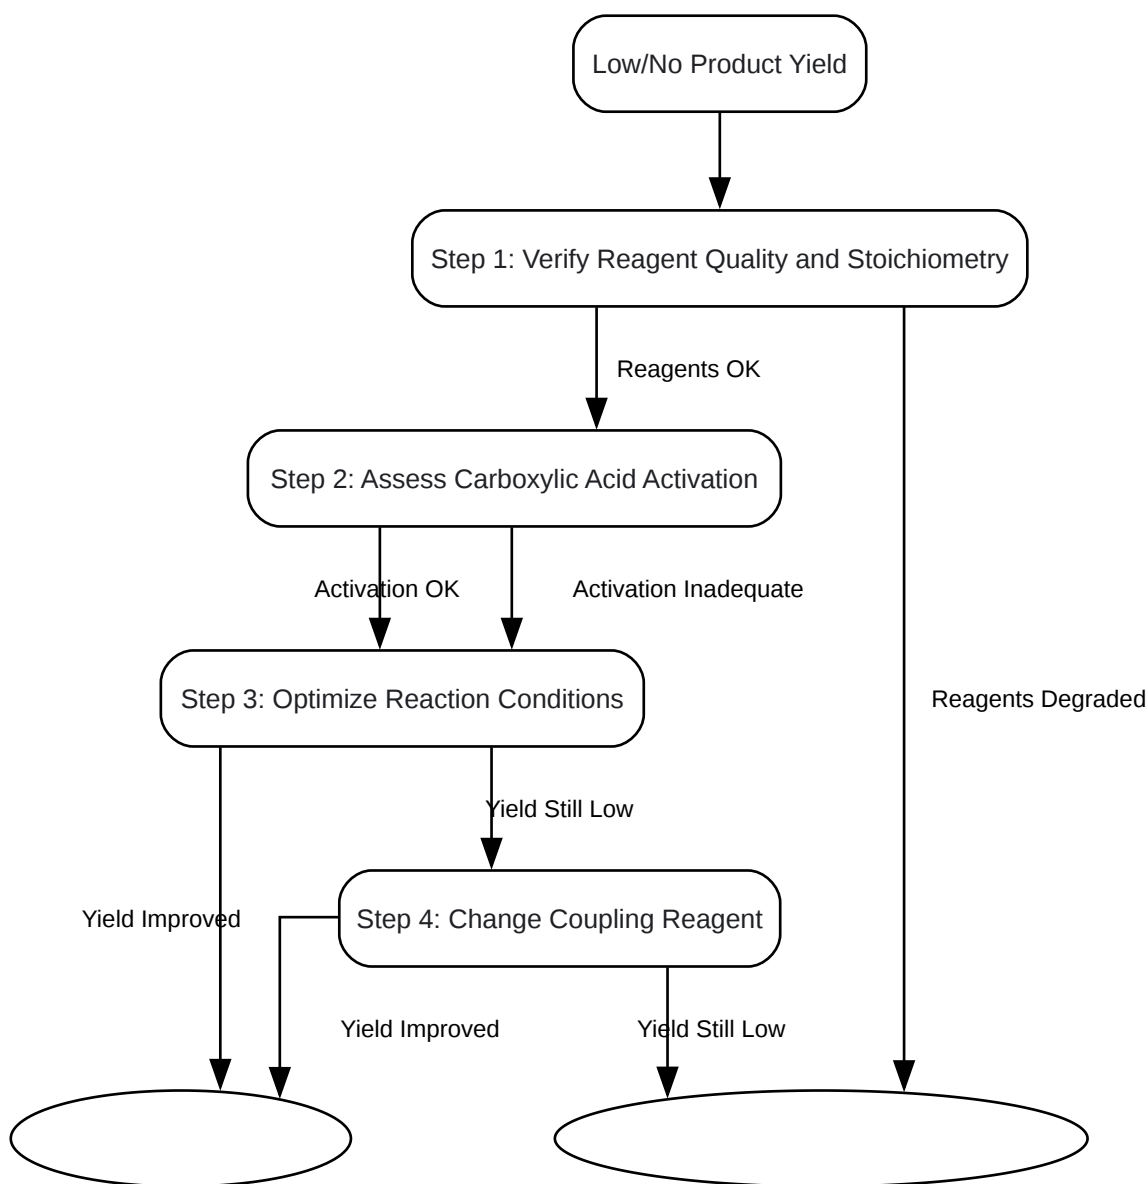 Low/No Product Yield
Step 1: Verify Reagent Quality and Stoichiometry
Reagents OK
Step 2: Assess Carboxylic Acid Activation
Activation OK
Activation Inadequate
Step 3: Optimize Reaction Conditions
Reagents Degraded
Yield Still Low
Step 4: Change Coupling Reagent
Yield Improved
Yield Improved
Yield Still Low